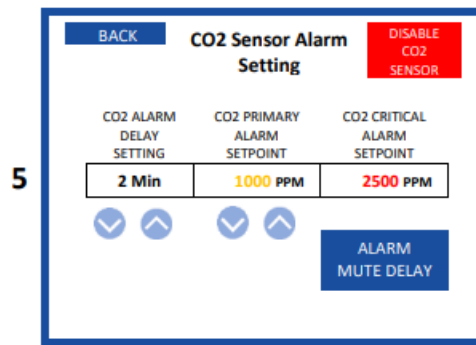 BACK
CO2 Sensor Alarm
Setting
DISABLE
CO2
SENSOR
CO2 ALARM
DELAY
SETTING
CO2 PRIMARY
ALARM
SETPOINT
CO2 CRITICAL
ALARM
SETPOINT
5
2 Min
1000 PPM
2500 PPM
ALARM
MUTE DELAY